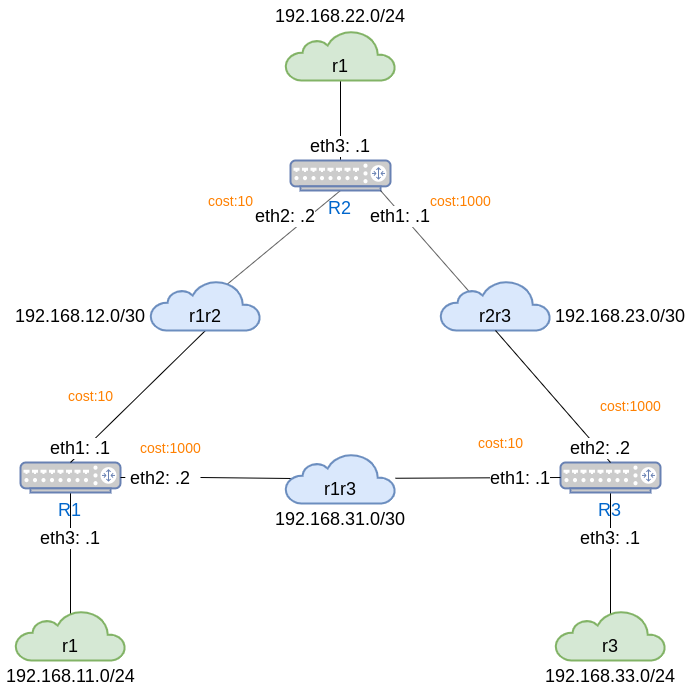 192.168.22.0/24
r1
eth3: .1
cost:10
cost:1000
R2
eth2: .2
eth1: .1
192.168.12.0/30
r1r2
r2r3
192.168.23.0/30
cost:10
cost:1000
eth1: .1
cost:1000
cost:10
eth2: .2
eth2: .2
r1r3
eth1: .1
R1
192.168.31.0/30
R3
eth3: .1
eth3: .1
r1
r3
192.168.11.0/24
192.168.33.0/24